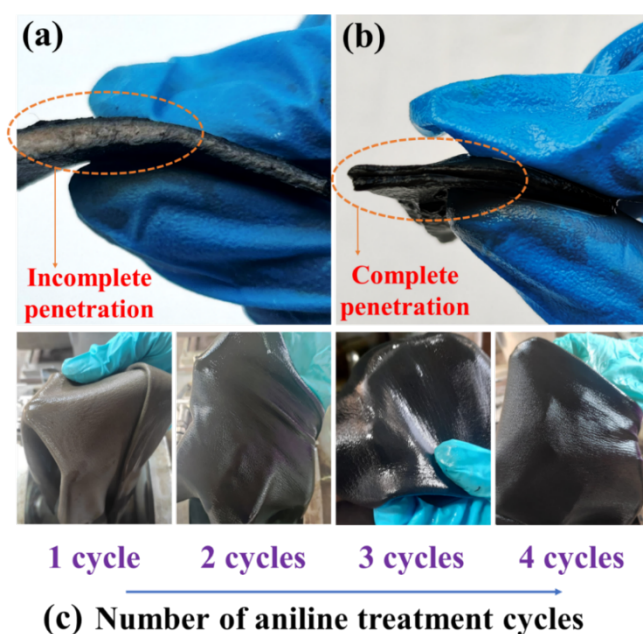 (a)
(b)
Incomplete
penetration
Complete
penetration
1 cycle
2 cycles
3 cycles
4 cycles
(c) Number of aniline treatment cycles